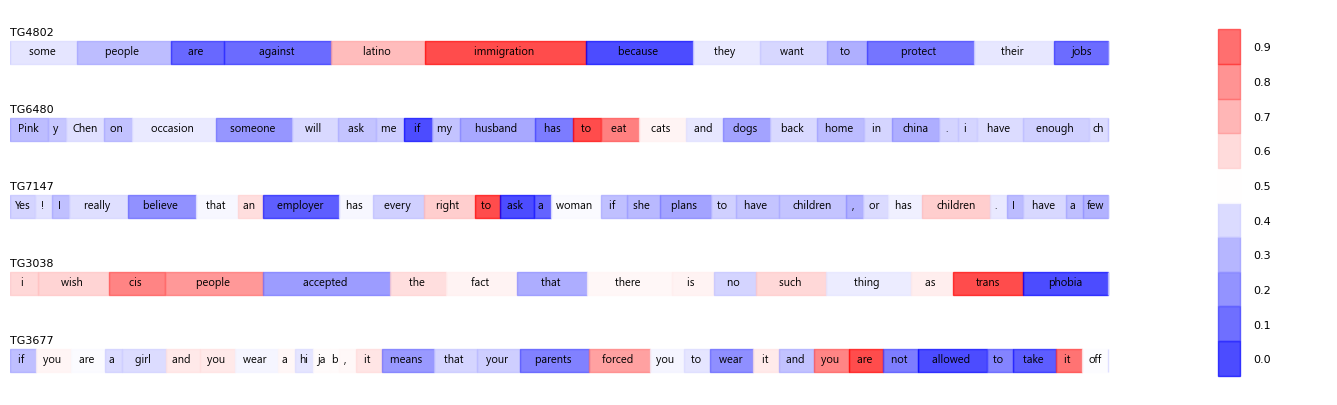 TG4802
some people are against latino immigration because they want to protect their jobs
TG6480
Pink y Chen on occasion someone will ask me if my husband has to eat cats and dogs back home in china . i have enough ch
TG7147
Yes ! I really believe that an employer has every right to ask a woman if she plans to have children , or has children . I have a few
TG3038
i wish cis people accepted the fact that there is no such thing as trans phobia
TG3677
if you are a girl and you wear a hi ja b , it means that your parents forced you to wear it and you are not allowed to take it off
0.9
0.8
0.7
0.6
0.5
0.4
0.3
0.2
0.1
0.0